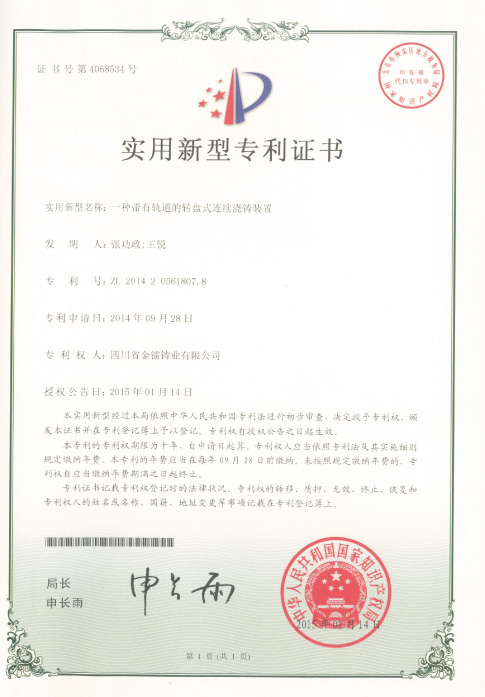 证书号第4068534号
实用新型专利证书
实用新型名称：一种带有轨道的转盘式连续浇铸装置
发明人：张功政;王锐
专利号：ZL 2014 2 0561807.8
专利申请日：2014年09月28日
专利权人：四川省金镭铸业有限公司
授权公告日：2015年01月14日
本实用新型经过本局依照中华人民共和国专利法进行初步审查，决定授予专利权，颁
发本证书并在专利登记簿上予以登记。专利权自授权公告之日起生效。
本专利的专利权期限为十年，自申请日起算。专利权人应当依照专利法及其实施细则
规定缴纳年费。本专利的年费应当在每年09月28日前缴纳。未按照规定缴纳年费的，专
利权自应当缴纳年费期满之日起终止。
专利证书记载专利权登记时的法律状况。专利权的转移、质押、无效、终止、恢复和
专利权人的姓名或名称、国籍、地址变更等事项记载在专利登记簿上。
局长
申长雨
申长雨
中华人民共和国国家知识产权局
2015年01月14日
第1页(共1页)